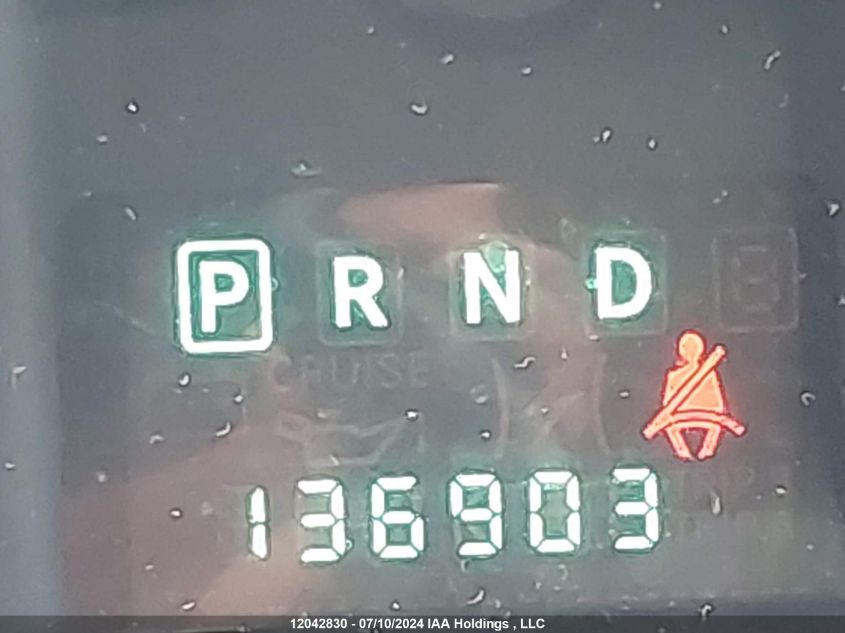 P R N D
CRUISE
136903
12042830 - 07/10/2024 IAA Holdings , LLC